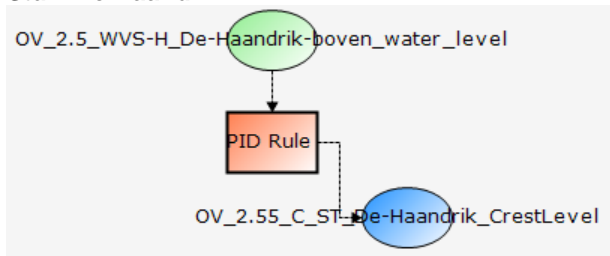 OV_2.5_WVS-H_De-Haandrik-boven_water_level
PID Rule
OV_2.55_C_ST_De-Haandrik_CrestLevel